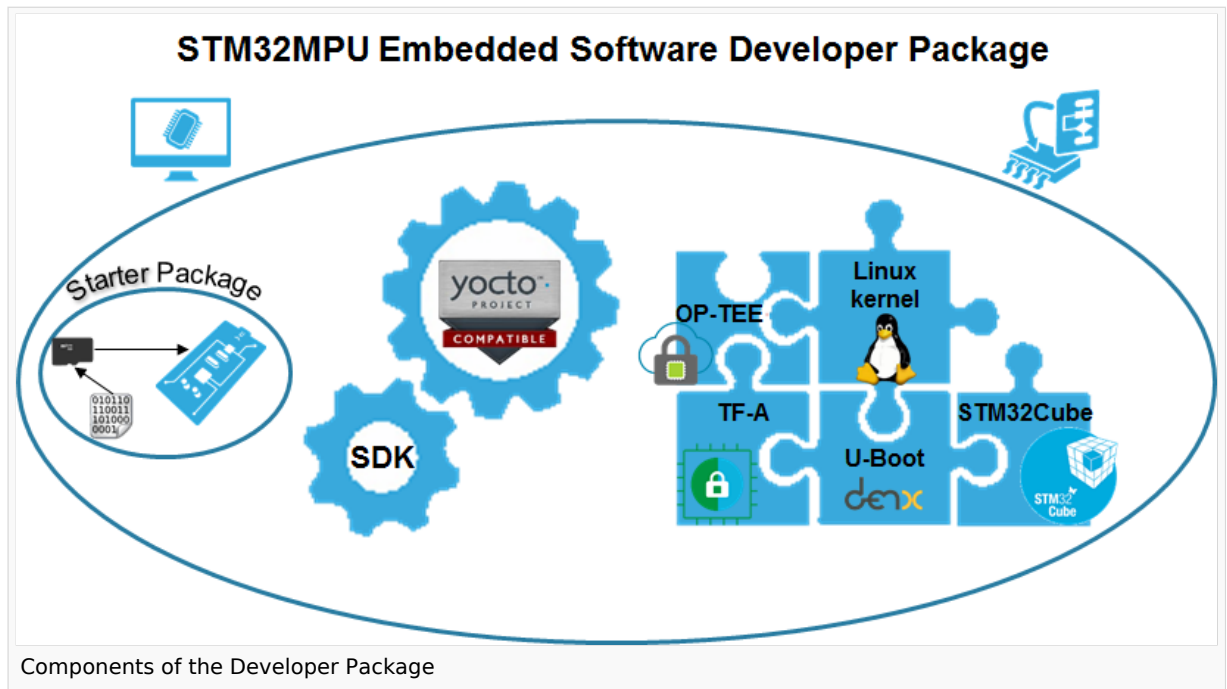 STM32MPU Embedded Software Developer Package
Starter Package
010110
110011
101000
0001
yocto
PROJECT
COMPATIBLE
SDK
OP-TEE
Linux
kernel
TF-A
U-Boot
denx
STM32Cube
STM32
Cube
Components of the Developer Package